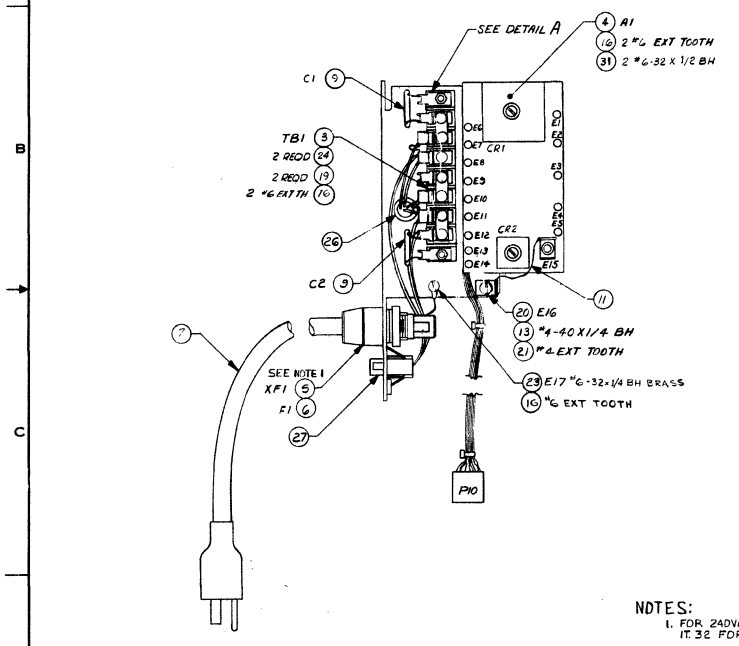 SEE DETAIL A
4 A1
16 2 #6 EXT TOOTH
31 2 #6-32 X 1/2 BH
C1 9
B
TB1 3
2 REQD 24
2 REQD 19
2 #6 EXT TH 16
26
C2 9
E6
E7
E8
E9
E10
E11
E12
E13
E14
CR1
E1
E2
E3
E4
E5
CR2
E15
11
20 E16
13 #4-40 X 1/4 BH
21 #4 EXT TOOTH
7
SEE NOTE 1
XF1 5
F1 6
27
23 E17 #6-32 x 1/4 BH BRASS
16 #6 EXT TOOTH
C
P10
NOTES:
1. FOR 240V
IT. 32 FOR